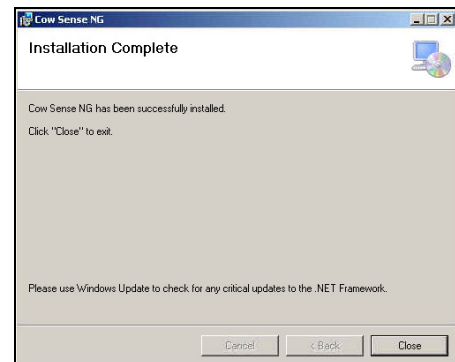 Cow Sense NG
Installation Complete
Cow Sense NG has been successfully installed.
Click "Close" to exit.
Please use Windows Update to check for any critical updates to the .NET Framework.
Cancel < Back Close